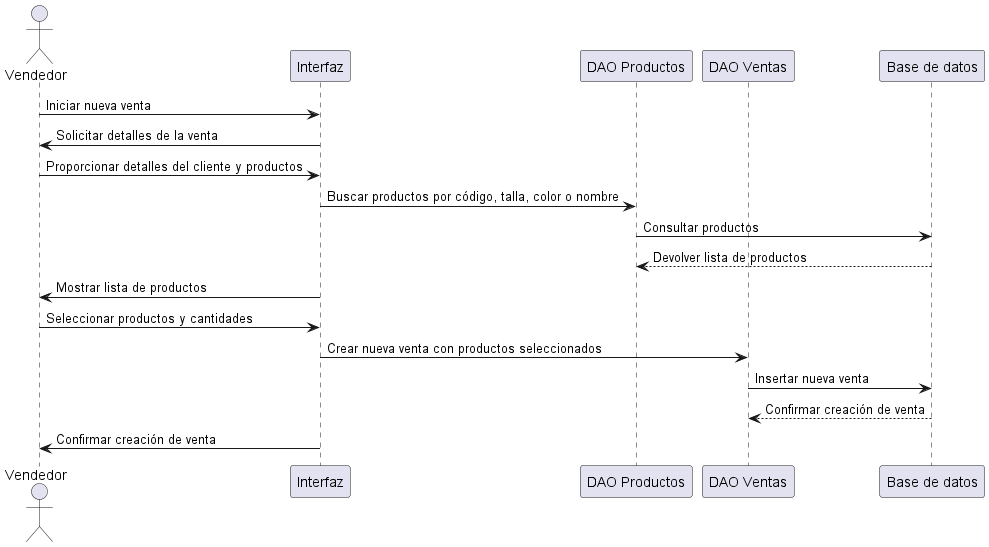 Vendedor
Interfaz
DAO Productos
DAO Ventas
Base de datos
Iniciar nueva venta
Solicitar detalles de la venta
Proporcionar detalles del cliente y productos
Buscar productos por código, talla, color o nombre
Consultar productos
Devolver lista de productos
Mostrar lista de productos
Seleccionar productos y cantidades
Crear nueva venta con productos seleccionados
Insertar nueva venta
Confirmar creación de venta
Confirmar creación de venta
Vendedor
Interfaz
DAO Productos
DAO Ventas
Base de datos